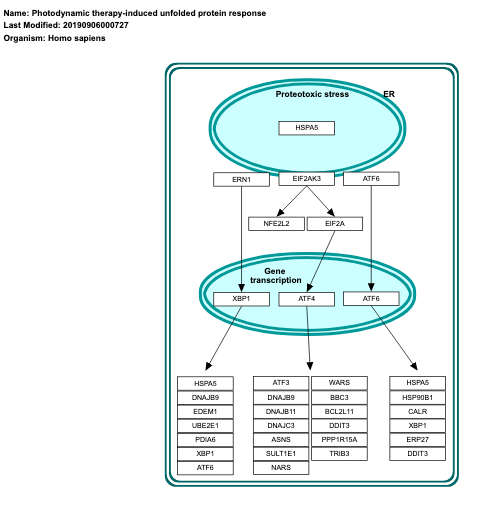 Name: Photodynamic therapy-induced unfolded protein response
Last Modified: 20190906000727
Organism: Homo sapiens
Proteotoxic stress
ER
HSPA5
ERN1
EIF2AK3
ATF6
NFE2L2
EIF2A
Gene
transcription
XBP1
ATF4
ATF6
HSPA5
DNAJB9
EDEM1
UBE2E1
PDIA6
XBP1
ATF6
ATF3
DNAJB9
DNAJB11
DNAJC3
ASNS
SULT1E1
NARS
WARS
BBC3
BCL2L11
DDIT3
PPP1R15A
TRIB3
HSPA5
HSP90B1
CALR
XBP1
ERP27
DDIT3